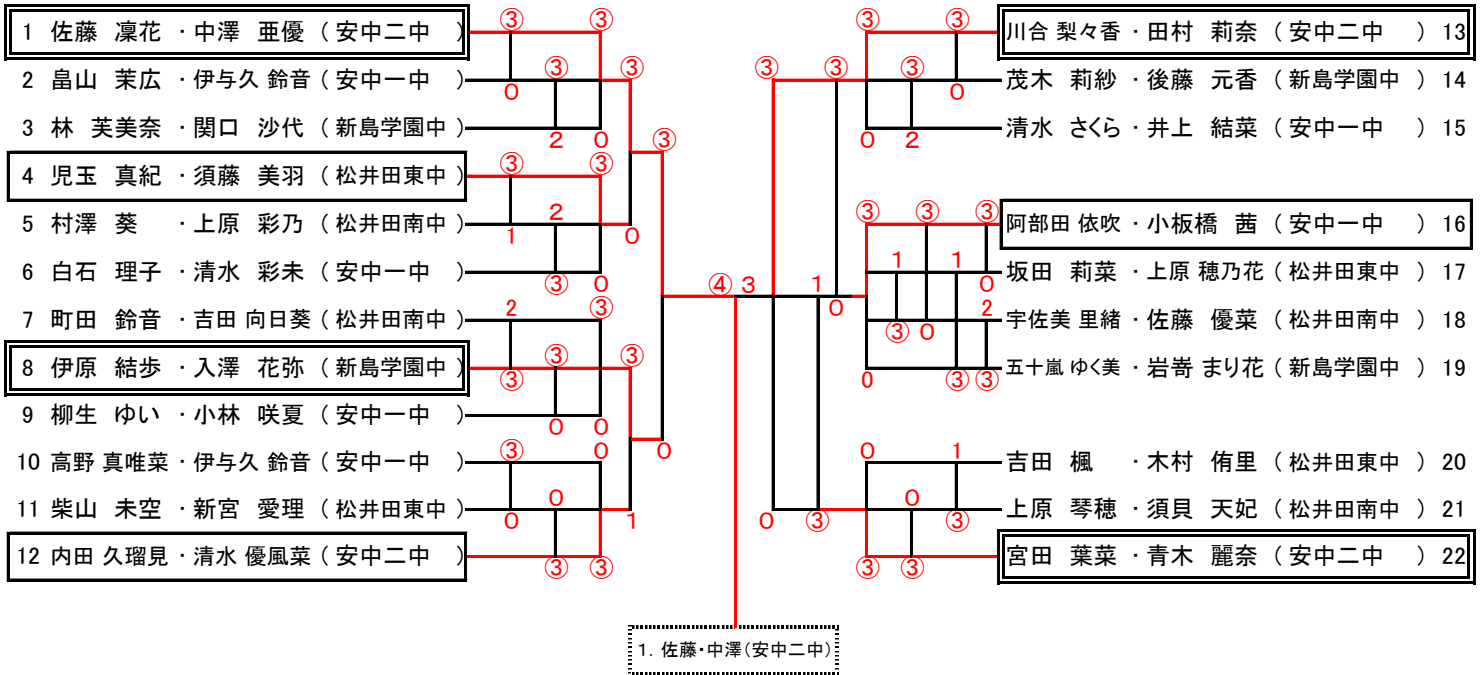 ③ ③ ③ ③
1 佐藤 凛花 ・中澤 亜優 (安中二中 ) 川合 梨々香 ・田村 莉奈 (安中二中 ) 13
③ ③ ③ ③ ③
2 畠山 茉広 ・伊与久 鈴音 (安中一中 ) 茂木 莉紗 ・後藤 元香 (新島学園中 ) 14
0 0
3 林 芙美奈 ・関口 沙代 (新島学園中 ) 清水 さくら ・井上 結菜 (安中一中 ) 15
2 0 ③ 0 2
③ ③
4 児玉 真紀 ・須藤 美羽 (松井田東中 )
2 ③ ③ ③
5 村澤 葵 ・上原 彩乃 (松井田南中 ) 阿部田 依吹 ・小板橋 茜 (安中一中 ) 16
1 0 1 1
6 白石 理子 ・清水 彩未 (安中一中 ) 坂田 莉菜 ・上原 穂乃花 (松井田東中 ) 17
③ 0 ④ 3 1 0 0
2 ③ 2
7 町田 鈴音 ・吉田 向日葵 (松井田南中 ) 宇佐美 里緒 ・佐藤 優菜 (松井田南中 ) 18
③ ③ ③ 0
8 伊原 結歩 ・入澤 花弥 (新島学園中 ) 五十嵐 ゆく美 ・岩嵜 まり花 (新島学園中 ) 19
③ 0 ③ ③
9 柳生 ゆい ・小林 咲夏 (安中一中 )
0 0
③ 0 0 0 1
10 高野 真唯菜 ・伊与久 鈴音 (安中一中 ) 吉田 楓 ・木村 侑里 (松井田東中 ) 20
0 0
11 柴山 未空 ・新宮 愛理 (松井田東中 ) 上原 琴穂 ・須貝 天妃 (松井田南中 ) 21
0 1 0 ③ ③
12 内田 久瑠見 ・清水 優風菜 (安中二中 ) 宮田 葉菜 ・青木 麗奈 (安中二中 ) 22
③ ③ ③ ③
1. 佐藤・中澤(安中二中)